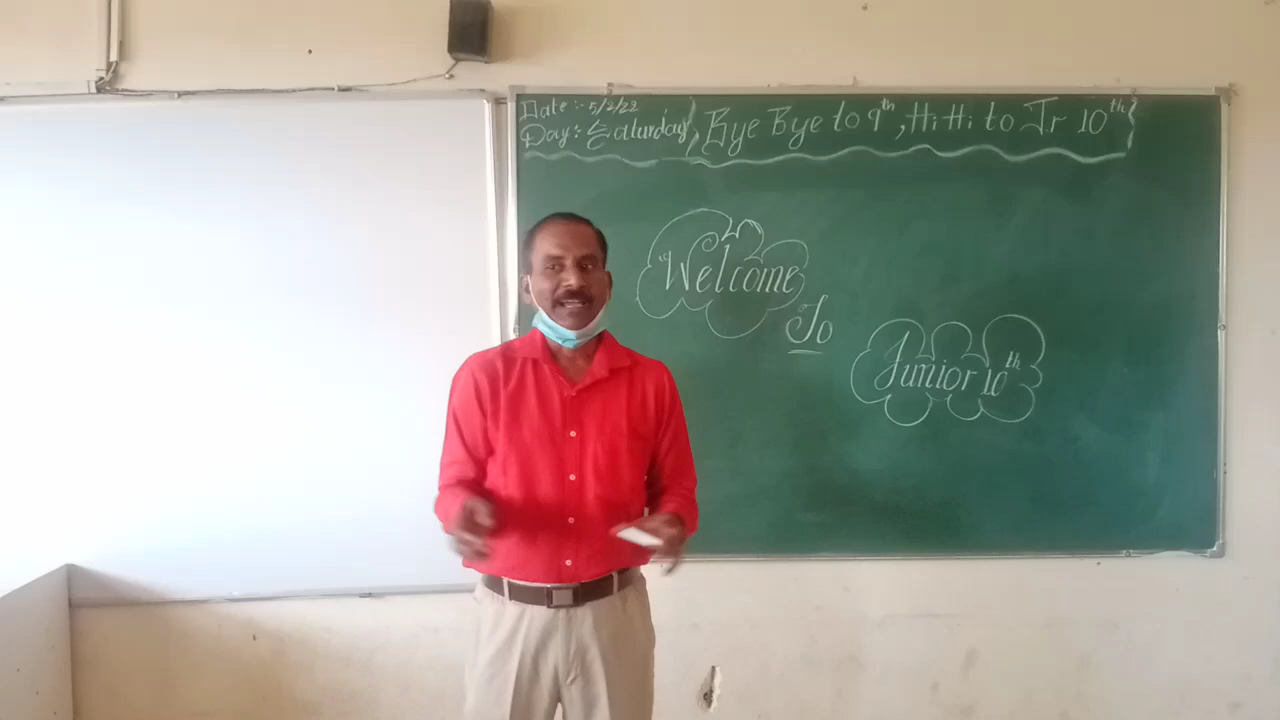 Date :- 5/2/22
Day: Saturday
Bye Bye to 9th, Hi Hi to Jr 10th
Welcome
To
Junior 10th